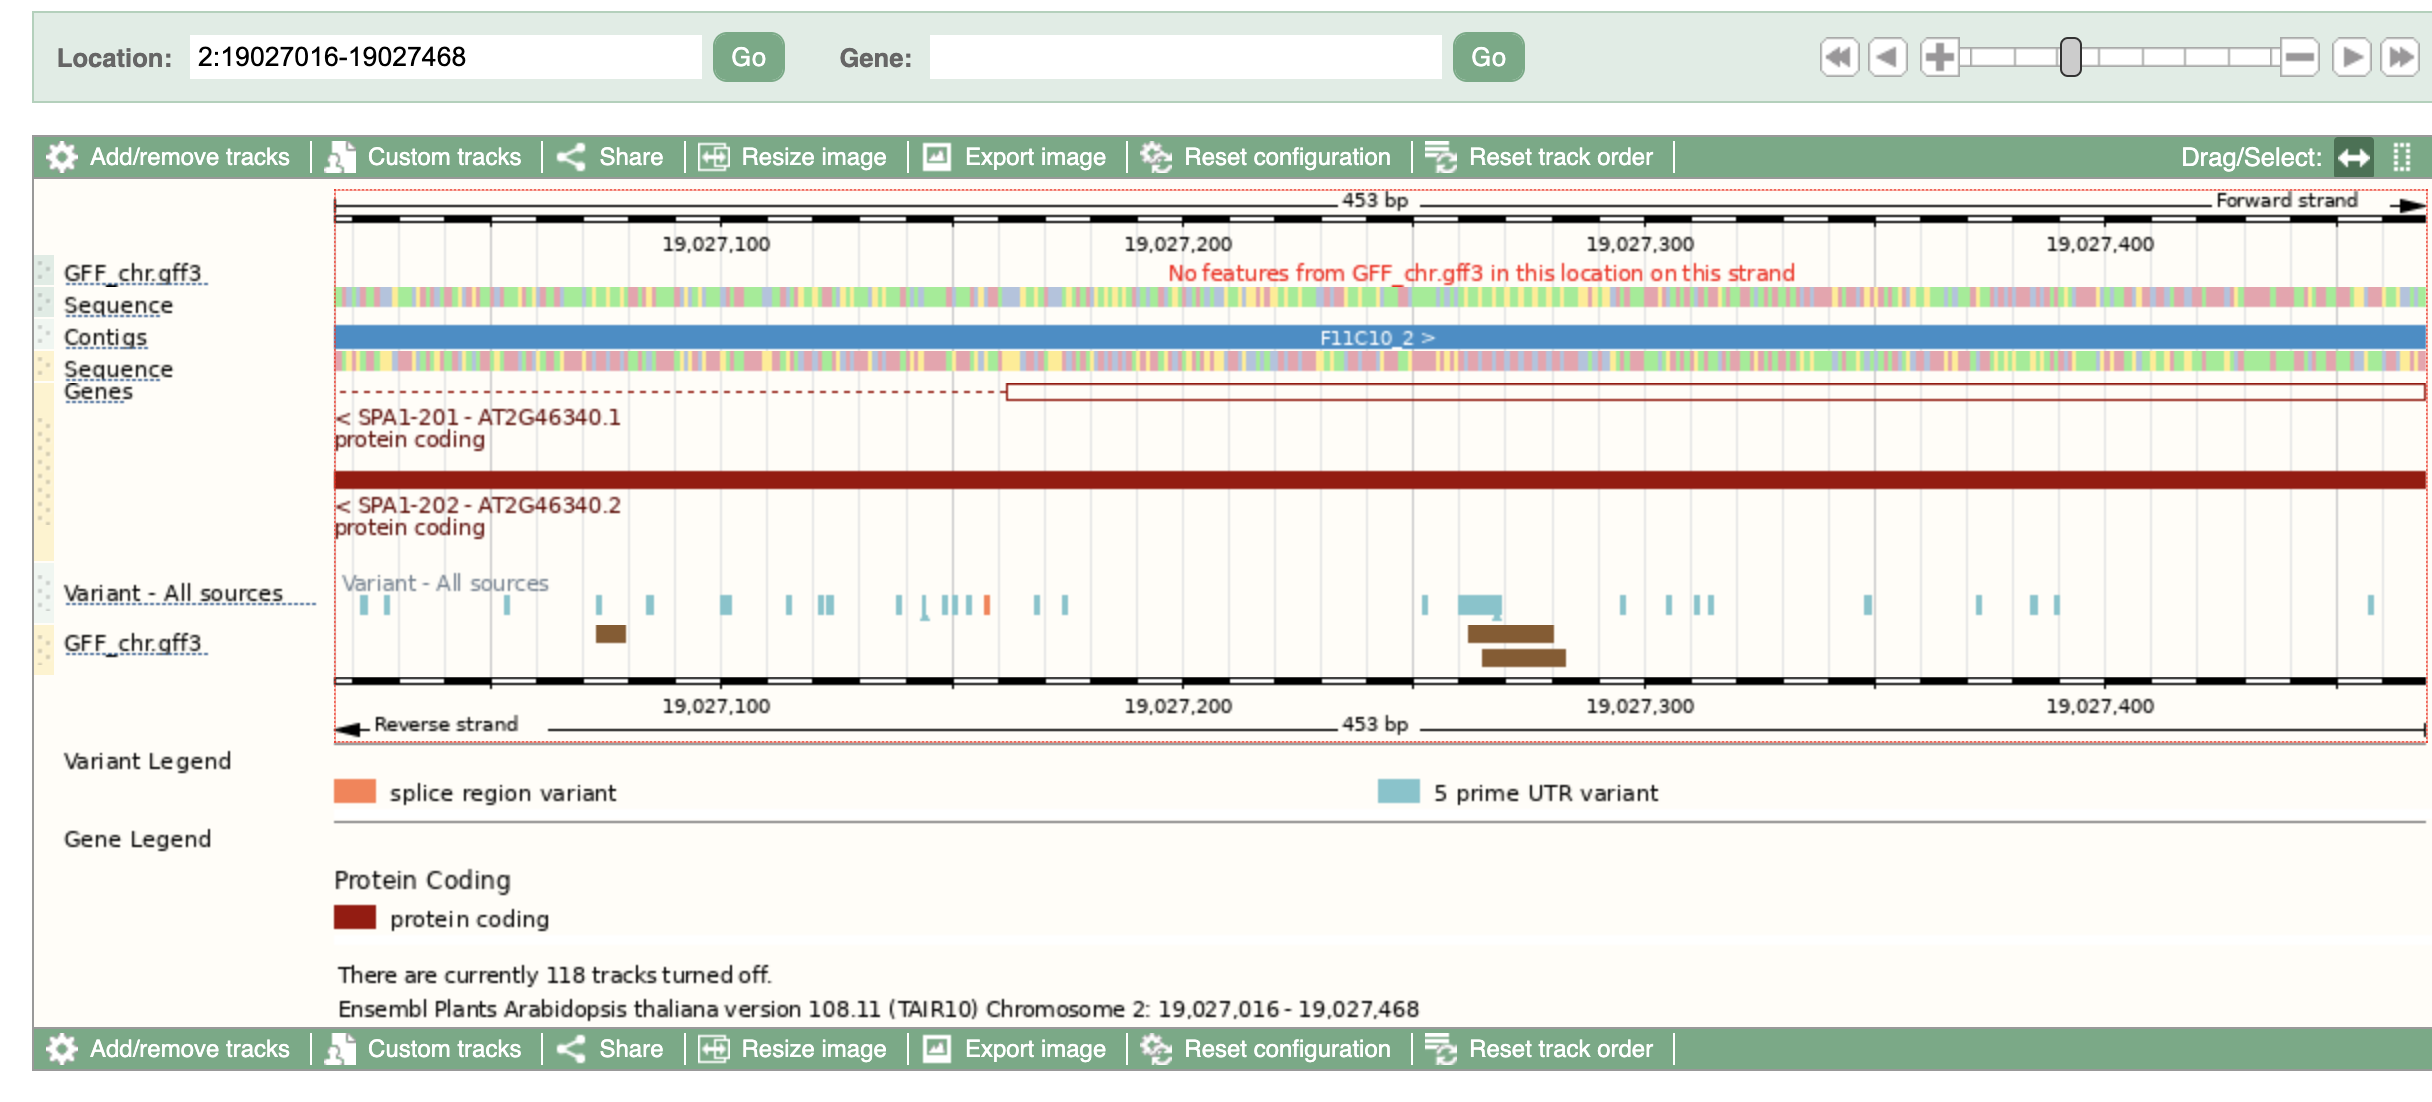 Location: 2:19027016-19027468 Go Gene: Go
Add/remove tracks Custom tracks Share Resize image Export image Reset configuration Reset track order Drag/Select:
453 bp Forward strand
19,027,100 19,027,200 19,027,300 19,027,400
GFF_chr.gff3 No features from GFF_chr.gff3 in this location on this strand
Sequence
Contigs F11C10_2 >
Sequence
Genes
< SPA1-201 - AT2G46340.1
protein coding
< SPA1-202 - AT2G46340.2
protein coding
Variant - All sources
Variant - All sources
GFF_chr.gff3
19,027,100 19,027,200 19,027,300 19,027,400
Reverse strand 453 bp
Variant Legend
splice region variant 5 prime UTR variant
Gene Legend
Protein Coding
protein coding
There are currently 118 tracks turned off.
Ensembl Plants Arabidopsis thaliana version 108.11 (TAIR10) Chromosome 2: 19,027,016 - 19,027,468
Add/remove tracks Custom tracks Share Resize image Export image Reset configuration Reset track order